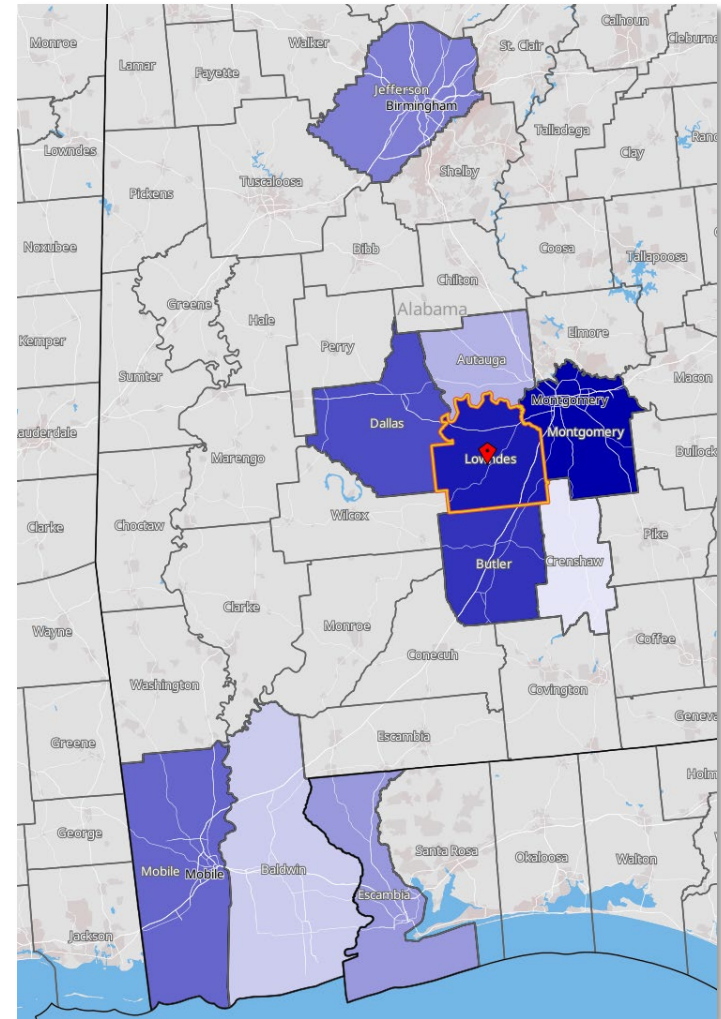 Calhoun
Monroe
Walker
St. Clair
Cleburne
Lamar
Fayette
Jefferson
Birmingham
Talladega
Lowndes
Clay
Shelby
Tuscaloosa
Pickens
Noxubee
Bibb
Coosa
Tallapoosa
Chilton
Greene
Alabama
Hale
Elmore
Kemper
Perry
Autauga
Sumter
Macon
Montgomery
Dallas
Montgomery
auderdale
Bullock
Marengo
Lowndes
Wilcox
Clarke
Choctaw
Pike
Butler
Crenshaw
Clarke
Monroe
Wayne
Coffee
Conecuh
Washington
Covington
Geneva
Escambia
Greene
Holm
George
Santa Rosa
Okaloosa
Walton
Mobile
Mobile
Baldwin
Escambia
Jackson